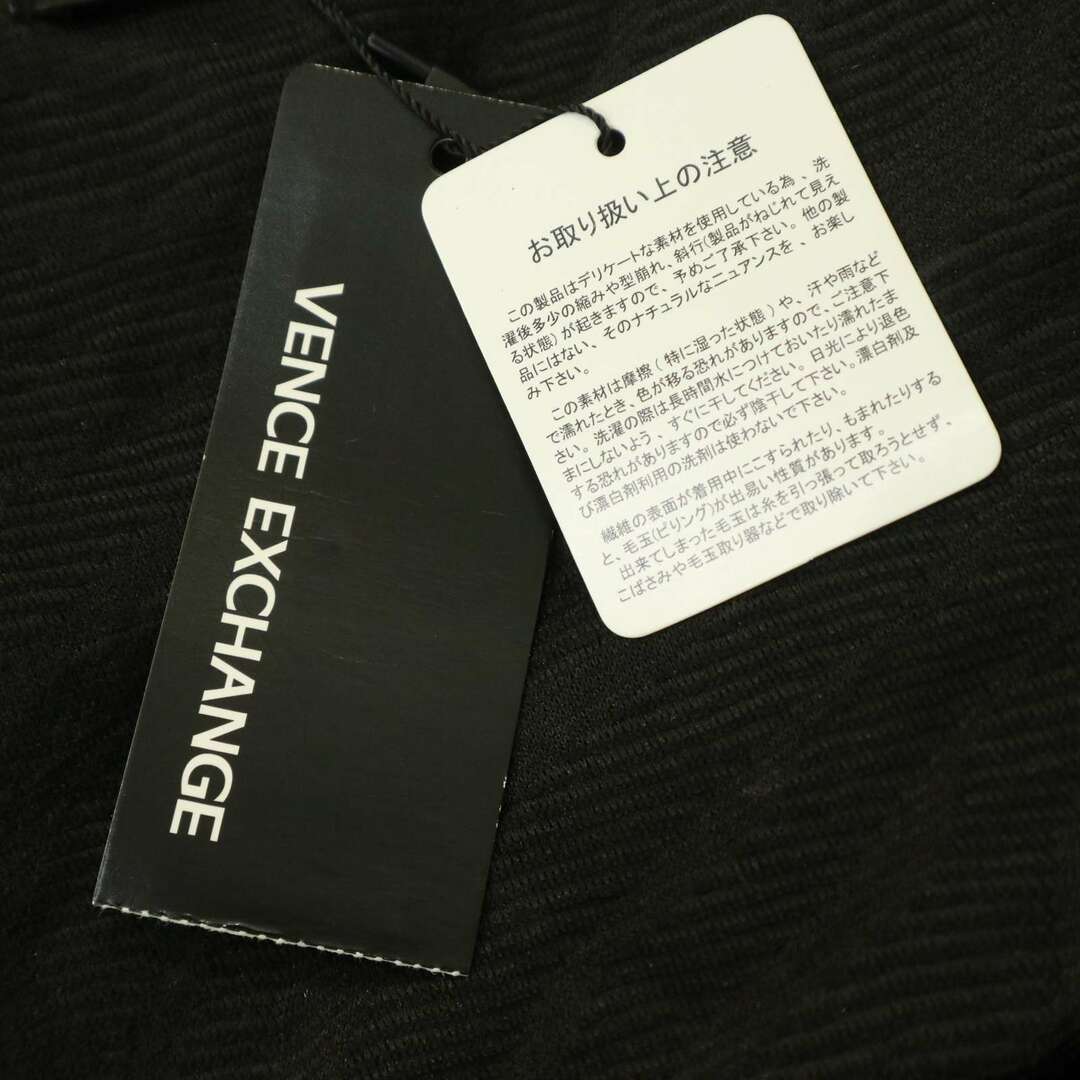 VENCE EXCHANGE
お取り扱い上の注意
この製品はデリケートな素材を使用している為、洗
濯後多少の縮みや型崩れ、斜行(製品がねじれて見え
る状態)が起きますので、予めご了承下さい。他の製
品にはない、そのナチュラルなニュアンスを、お楽し
み下さい。
この素材は摩擦(特に湿った状態)や、汗や雨など
で濡れたとき、色が移る恐れがありますので、ご注意下
さい。洗濯の際は長時間水につけておいたり濡れたま
まにしないよう、すぐに干してください。日光により退色
する恐れがありますので必ず陰干して下さい。漂白剤及
び漂白剤利用の洗剤は使わないで下さい。
繊維の表面が着用中にこすられたり、もまれたりする
と、毛玉(ピリング)が出易い性質があります。
出来てしまった毛玉は糸を引っ張って取ろうとせず、
こばさみや毛玉取り器などで取り除いて下さい。